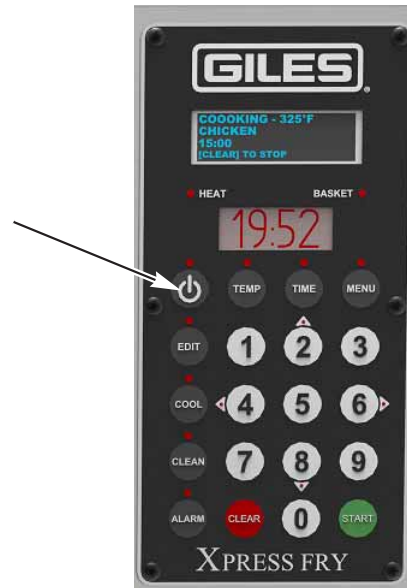 GILES®
COOOKING - 325°F
CHICKEN
15:00
[CLEAR] TO STOP
HEAT BASKET
19:52
TEMP TIME MENU
EDIT 1 2 3
COOL 4 5 6
CLEAN 7 8 9
ALARM CLEAR 0 START
XPRESS FRY